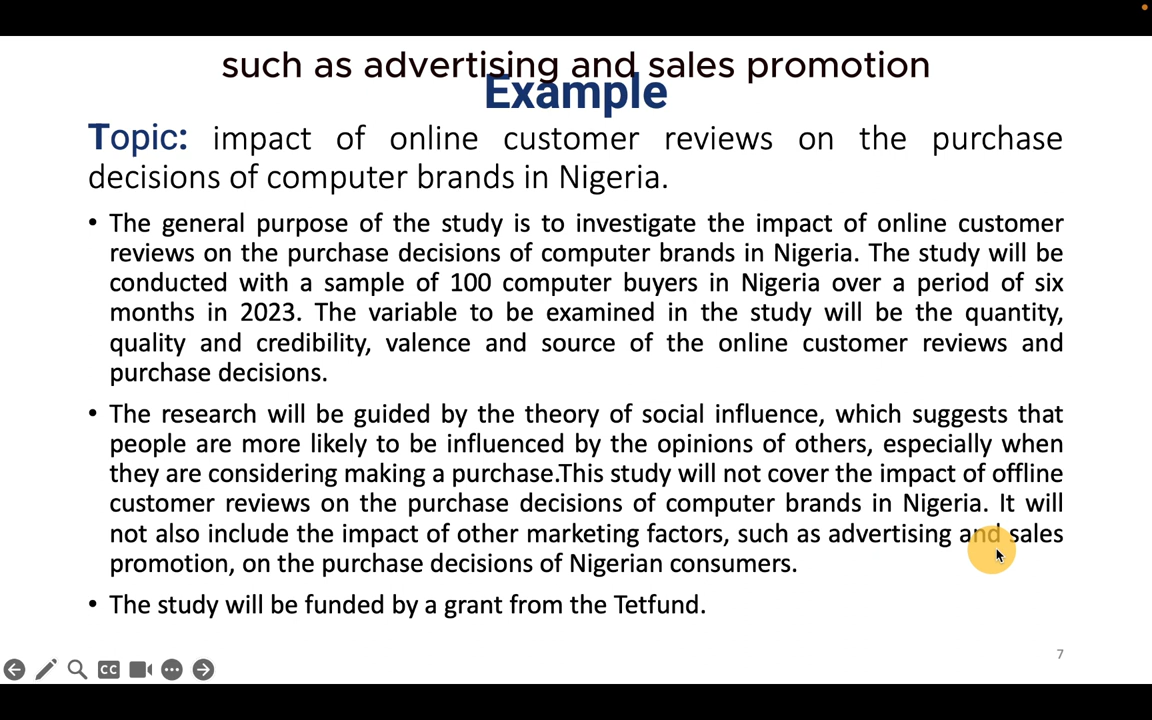 such as advertising and sales promotion
Example
Topic: impact of online customer reviews on the purchase
decisions of computer brands in Nigeria.
• The general purpose of the study is to investigate the impact of online customer
reviews on the purchase decisions of computer brands in Nigeria. The study will be
conducted with a sample of 100 computer buyers in Nigeria over a period of six
months in 2023. The variable to be examined in the study will be the quantity,
quality and credibility, valence and source of the online customer reviews and
purchase decisions.
• The research will be guided by the theory of social influence, which suggests that
people are more likely to be influenced by the opinions of others, especially when
they are considering making a purchase.This study will not cover the impact of offline
customer reviews on the purchase decisions of computer brands in Nigeria. It will
not also include the impact of other marketing factors, such as advertising and sales
promotion, on the purchase decisions of Nigerian consumers.
• The study will be funded by a grant from the Tetfund.
7
CC